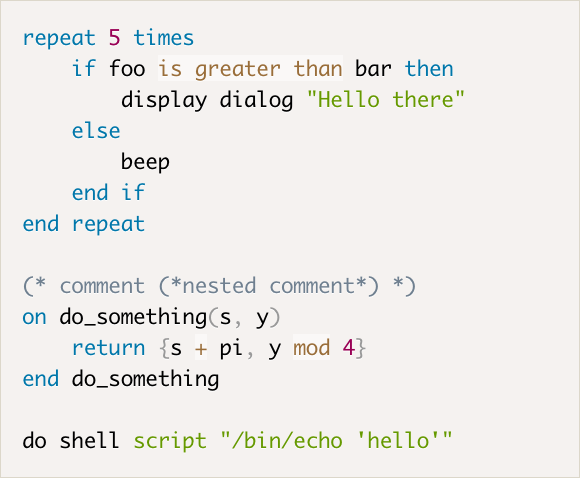 repeat 5 times
    if foo is greater than bar then
        display dialog "Hello there"
    else
        beep
    end if
end repeat

(* comment (*nested comment*) *)
on do_something(s, y)
    return {s + pi, y mod 4}
end do_something

do shell script "/bin/echo 'hello'"